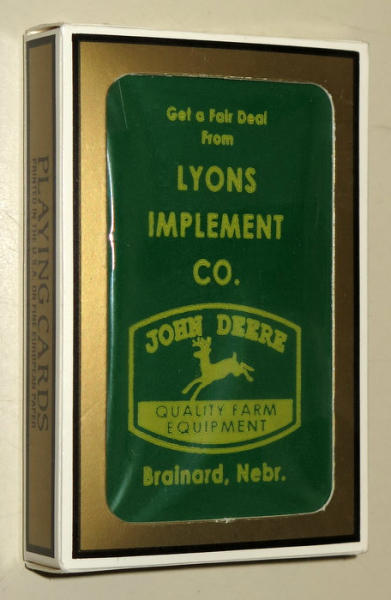 Get a Fair Deal
From
LYONS
IMPLEMENT
CO.
JOHN DEERE
QUALITY FARM
EQUIPMENT
Brainard, Nebr.
PLAYING CARDS
PRINTED IN THE U.S.A. ON FINE EUROPEAN PAPER